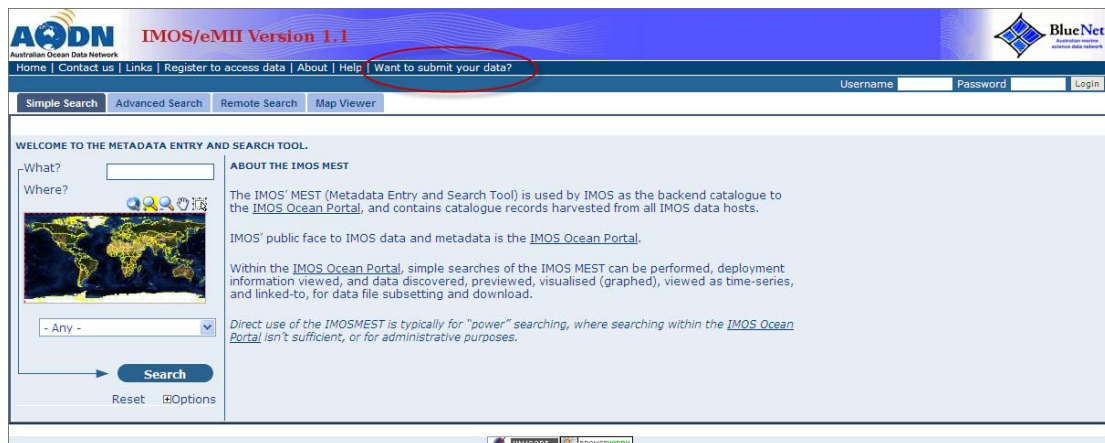 AODN
Australian Ocean Data Network
IMOS/eMII Version 1.1
BlueNet
Australian marine
science data network
Home | Contact us | Links | Register to access data | About | Help | Want to submit your data?
Username Password Login
Simple Search Advanced Search Remote Search Map Viewer
WELCOME TO THE METADATA ENTRY AND SEARCH TOOL.
What?
Where?
- Any -
Search
Reset Options
ABOUT THE IMOS MEST
The IMOS' MEST (Metadata Entry and Search Tool) is used by IMOS as the backend catalogue to
the IMOS Ocean Portal, and contains catalogue records harvested from all IMOS data hosts.
IMOS' public face to IMOS data and metadata is the IMOS Ocean Portal.
Within the IMOS Ocean Portal, simple searches of the IMOS MEST can be performed, deployment
information viewed, and data discovered, previewed, visualised (graphed), viewed as time-series,
and linked-to, for data file subsetting and download.
Direct use of the IMOSMEST is typically for "power" searching, where searching within the IMOS Ocean
Portal isn't sufficient, or for administrative purposes.